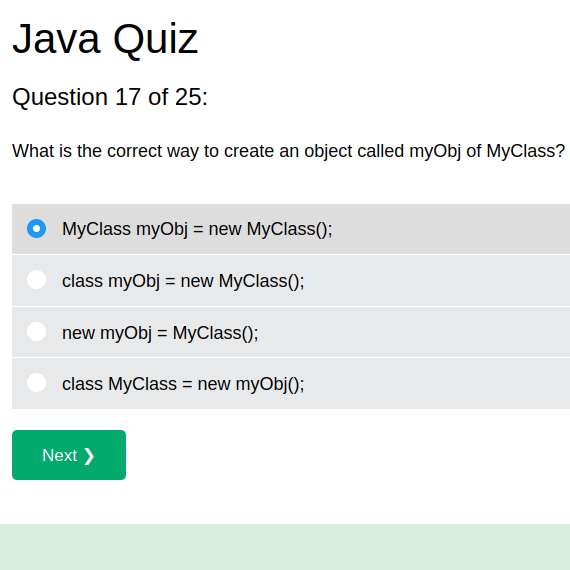 Java Quiz
Question 17 of 25:
What is the correct way to create an object called myObj of MyClass?
MyClass myObj = new MyClass();
class myObj = new MyClass();
new myObj = MyClass();
class MyClass = new myObj();
Next ❯